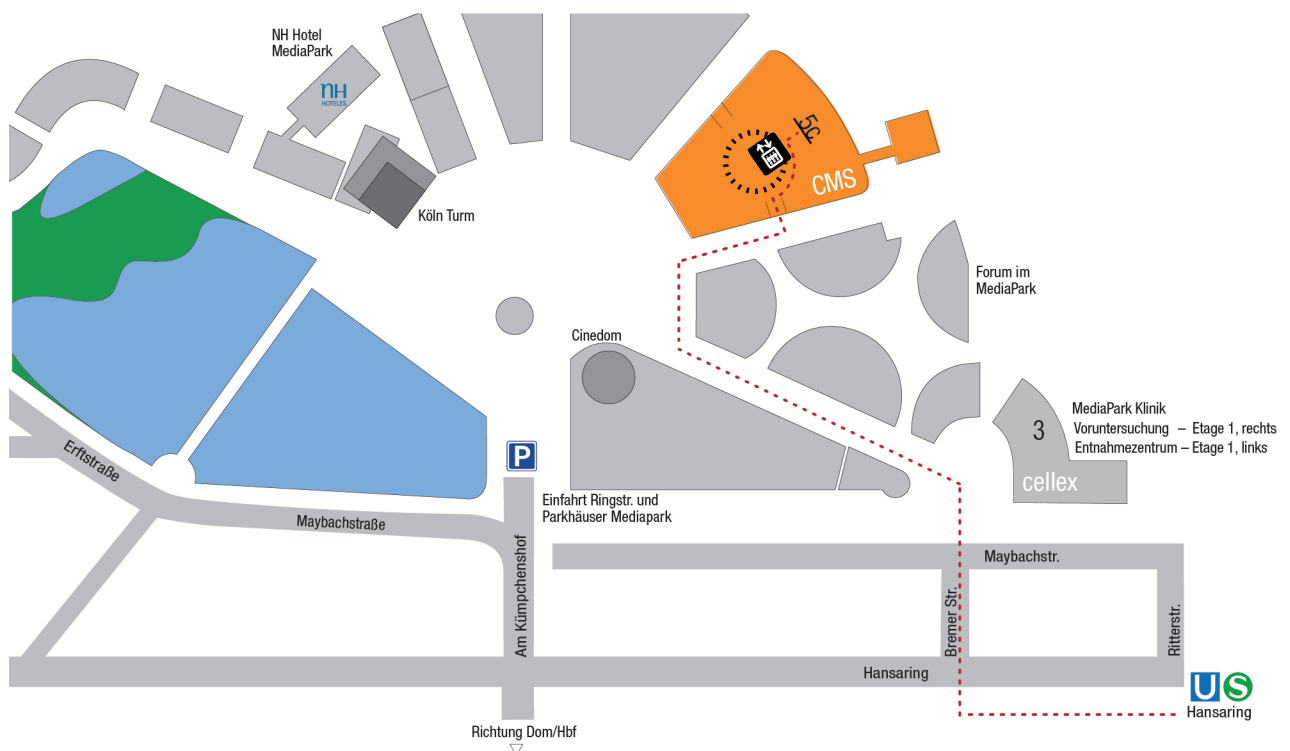 NH Hotel
MediaPark
nH
HOTELES
Köln Turm
5c
CMS
Forum im
MediaPark
Cinedom
MediaPark Klinik
Voruntersuchung – Etage 1, rechts
Entnahmezentrum – Etage 1, links
3
cellex
P
Einfahrt Ringstr. und
Parkhäuser Mediapark
Erftstraße
Maybachstraße
Am Kümpchenshof
Maybachstr.
Bremer Str.
Ritterstr.
Hansaring
U S
Hansaring
Richtung Dom/Hbf